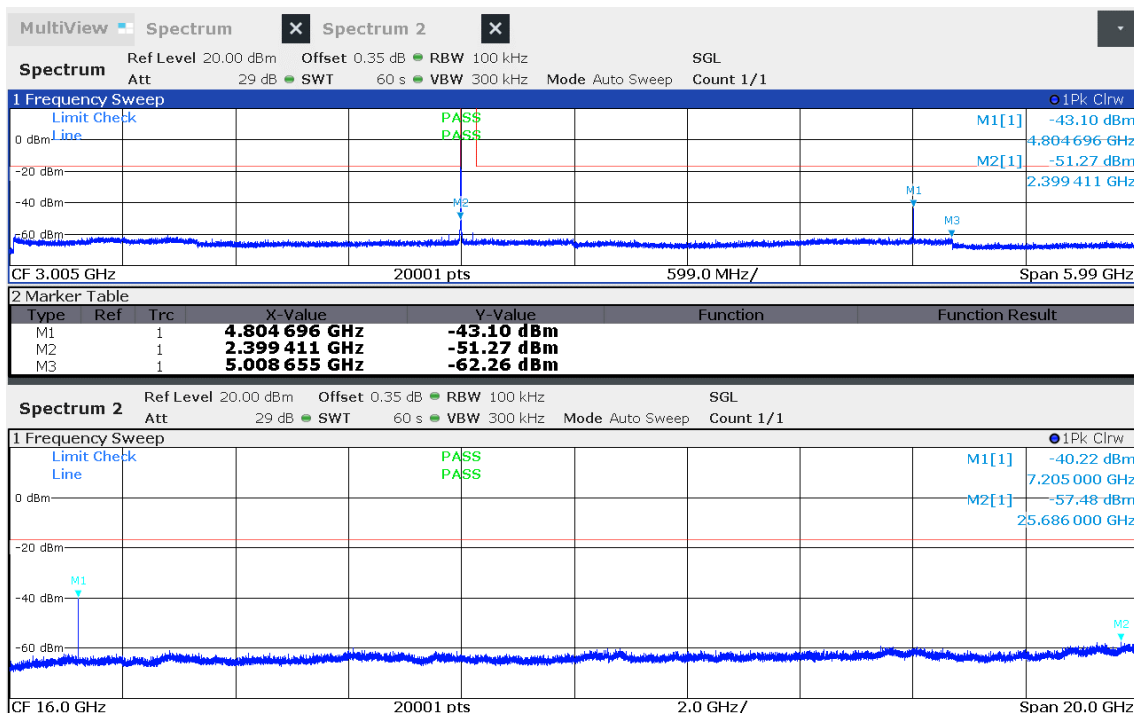 MultiView Spectrum X Spectrum 2 X
Spectrum Ref Level 20.00 dBm Offset 0.35 dB RBW 100 kHz SGL
Att 29 dB SWT 60 s VBW 300 kHz Mode Auto Sweep Count 1/1
1 Frequency Sweep 1Pk Clrw
Limit Check PASS M1[1] -43.10 dBm
Line PASS 4.804 696 GHz
0 dBm
M2[1] -51.27 dBm
-20 dBm
2.399 411 GHz
M1
-40 dBm
M2
M3
-60 dBm
CF 3.005 GHz 20001 pts 599.0 MHz/ Span 5.99 GHz
2 Marker Table
Type Ref Trc X-Value Y-Value Function Function Result
M1 1 4.804 696 GHz -43.10 dBm
M2 1 2.399 411 GHz -51.27 dBm
M3 1 5.008 655 GHz -62.26 dBm
Spectrum 2 Ref Level 20.00 dBm Offset 0.35 dB RBW 100 kHz SGL
Att 29 dB SWT 60 s VBW 300 kHz Mode Auto Sweep Count 1/1
1 Frequency Sweep 1Pk Clrw
Limit Check PASS M1[1] -40.22 dBm
Line PASS 7.205 000 GHz
0 dBm M2[1] -57.48 dBm
25.686 000 GHz
-20 dBm
M1
-40 dBm
M2
-60 dBm
CF 16.0 GHz 20001 pts 2.0 GHz/ Span 20.0 GHz